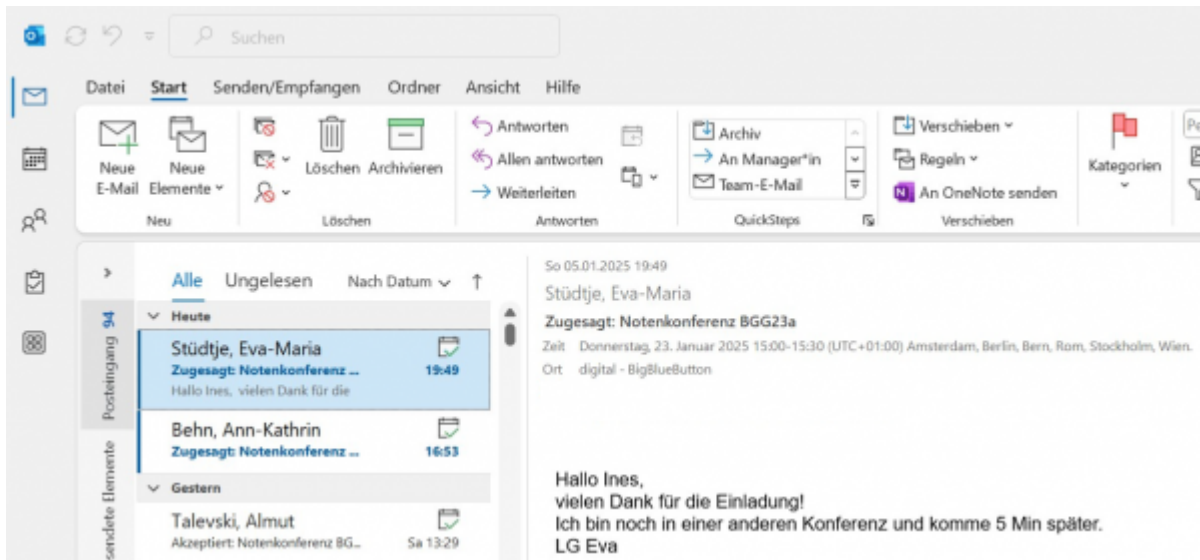 Suchen
Datei Start Senden/Empfangen Ordner Ansicht Hilfe
Neue E-Mail
Neue Elemente
Neu
Löschen Archivieren
Löschen
Antworten
Allen antworten
Weiterleiten
Antworten
Archiv
An Manager*in
Team-E-Mail
QuickSteps
Verschieben
Regeln
An OneNote senden
Verschieben
Kategorien
Posteingang 94
sendete Elemente
Alle Ungelesen Nach Datum
Heute
Städtje, Eva-Maria
Zugesagt: Notenkonferenz ... 19:49
Hallo Ines, vielen Dank für die
Behn, Ann-Kathrin
Zugesagt: Notenkonferenz ... 16:53
Gestern
Talevski, Almut
Akzeptiert: Notenkonferenz BG... Sa 13:29
So 05.01.2025 19:49
Stüdtje, Eva-Maria
Zugesagt: Notenkonferenz BGG23a
Zeit Donnerstag, 23. Januar 2025 15:00-15:30 (UTC+01:00) Amsterdam, Berlin, Bern, Rom, Stockholm, Wien.
Ort digital - BigBlueButton
Hallo Ines,
vielen Dank für die Einladung!
Ich bin noch in einer anderen Konferenz und komme 5 Min später.
LG Eva